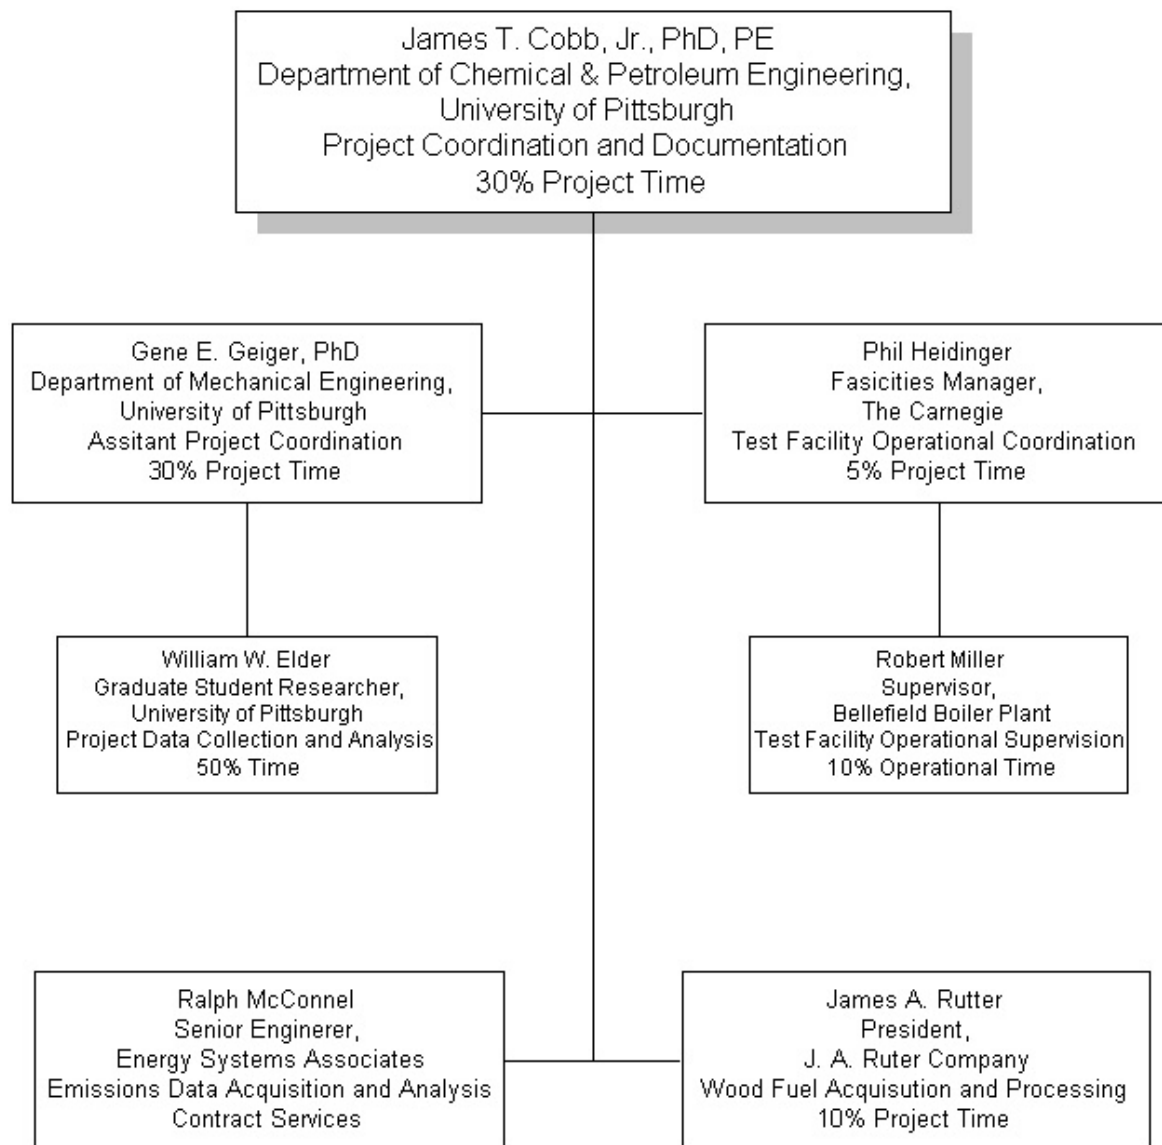 James T. Cobb, Jr., PhD, PE
Department of Chemical & Petroleum Engineering,
University of Pittsburgh
Project Coordination and Documentation
30% Project Time
Gene E. Geiger, PhD
Department of Mechanical Engineering,
University of Pittsburgh
Assitant Project Coordination
30% Project Time
Phil Heidinger
Fasicities Manager,
The Carnegie
Test Facility Operational Coordination
5% Project Time
William W. Elder
Graduate Student Researcher,
University of Pittsburgh
Project Data Collection and Analysis
50% Time
Robert Miller
Supervisor,
Bellefield Boiler Plant
Test Facility Operational Supervision
10% Operational Time
Ralph McConnel
Senior Enginerer,
Energy Systems Associates
Emissions Data Acquisition and Analysis
Contract Services
James A. Rutter
President,
J. A. Ruter Company
Wood Fuel Acquisution and Processing
10% Project Time